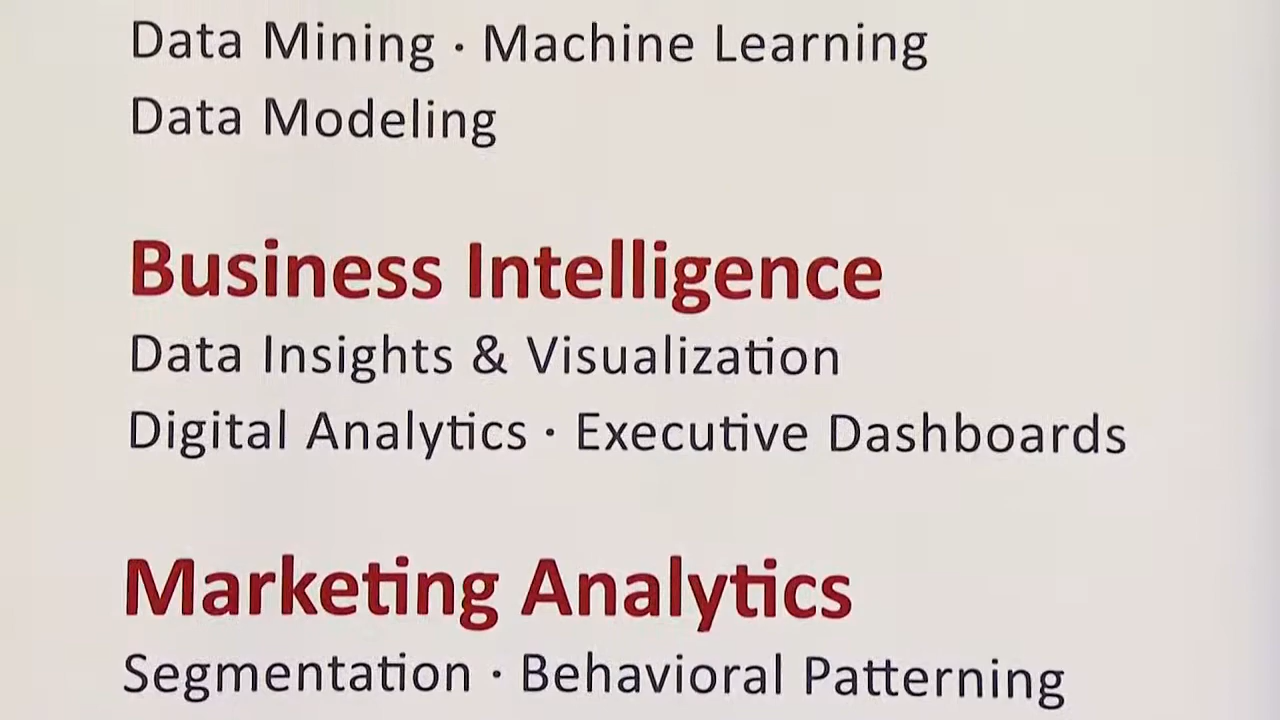 Data Mining · Machine Learning
Data Modeling
Business Intelligence
Data Insights & Visualization
Digital Analytics · Executive Dashboards
Marketing Analytics
Segmentation · Behavioral Patterning